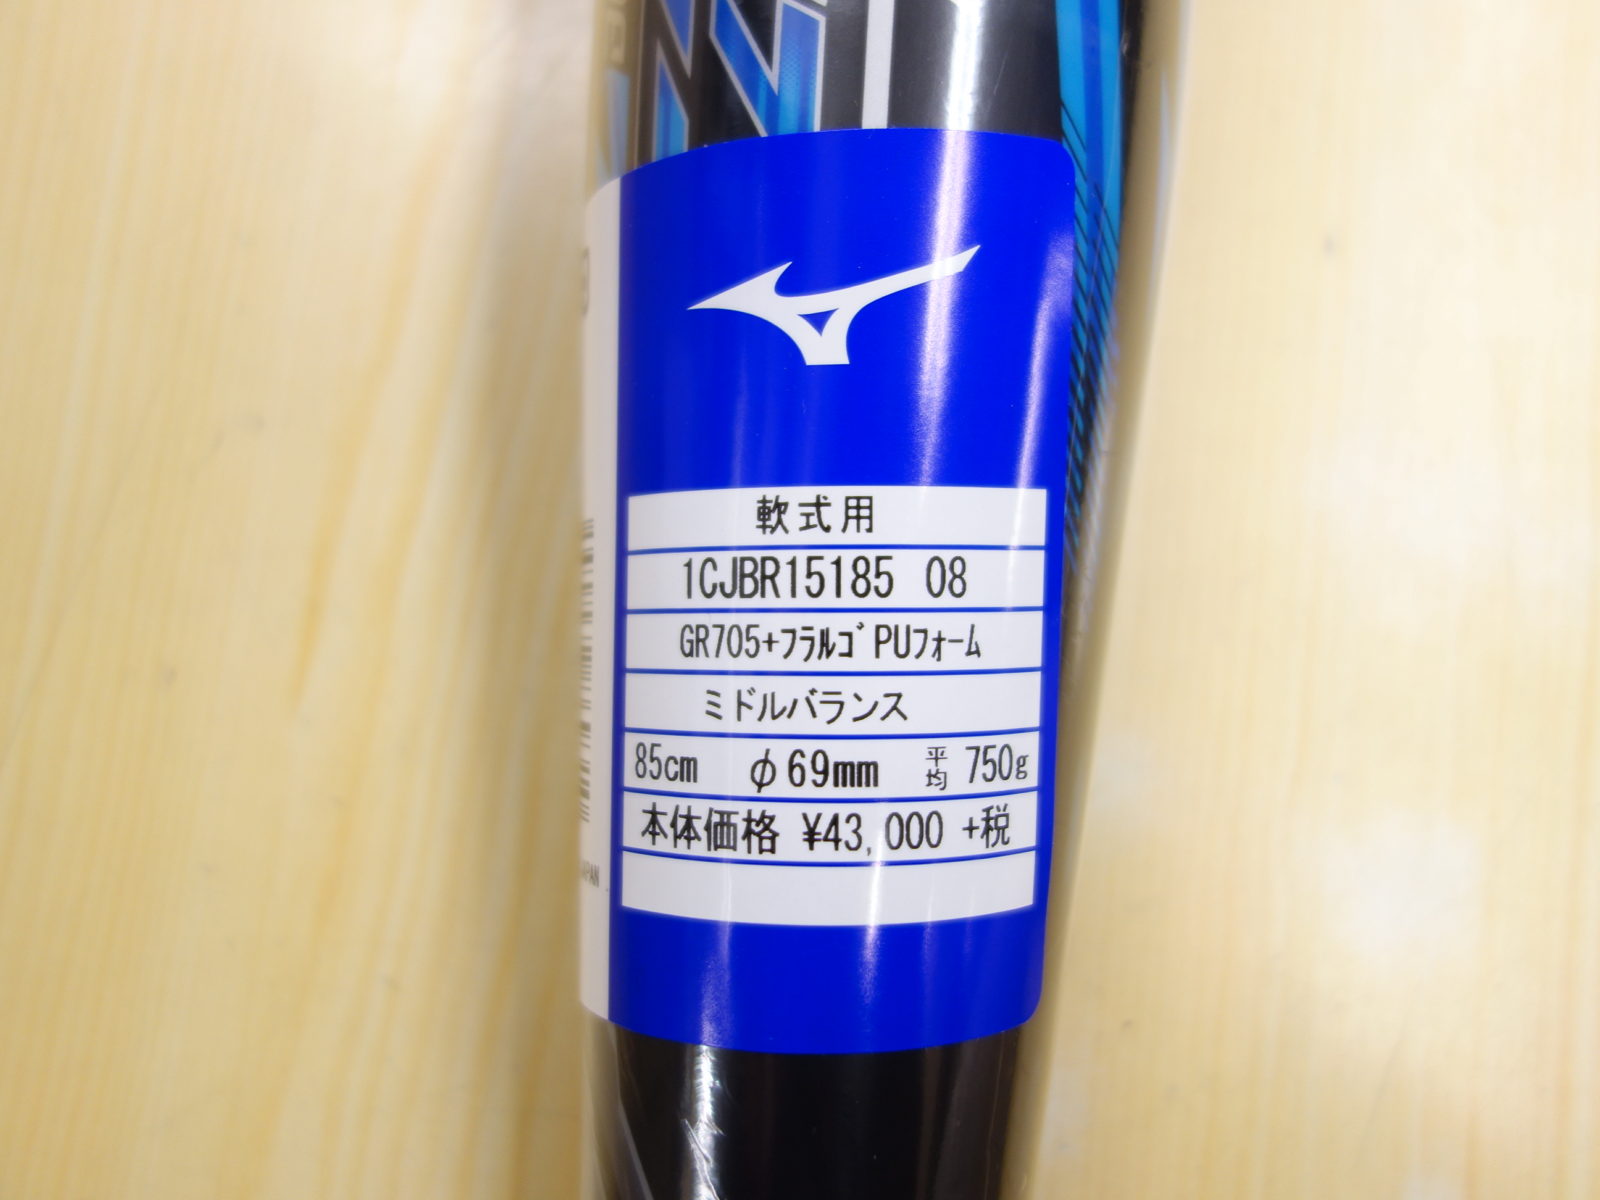 軟式用
1CJBR15185 08
GR705+フラルゴPUフォーム
ミドルバランス
85cm φ69mm 平均 750g
本体価格 ¥43,000 +税
JAPAN